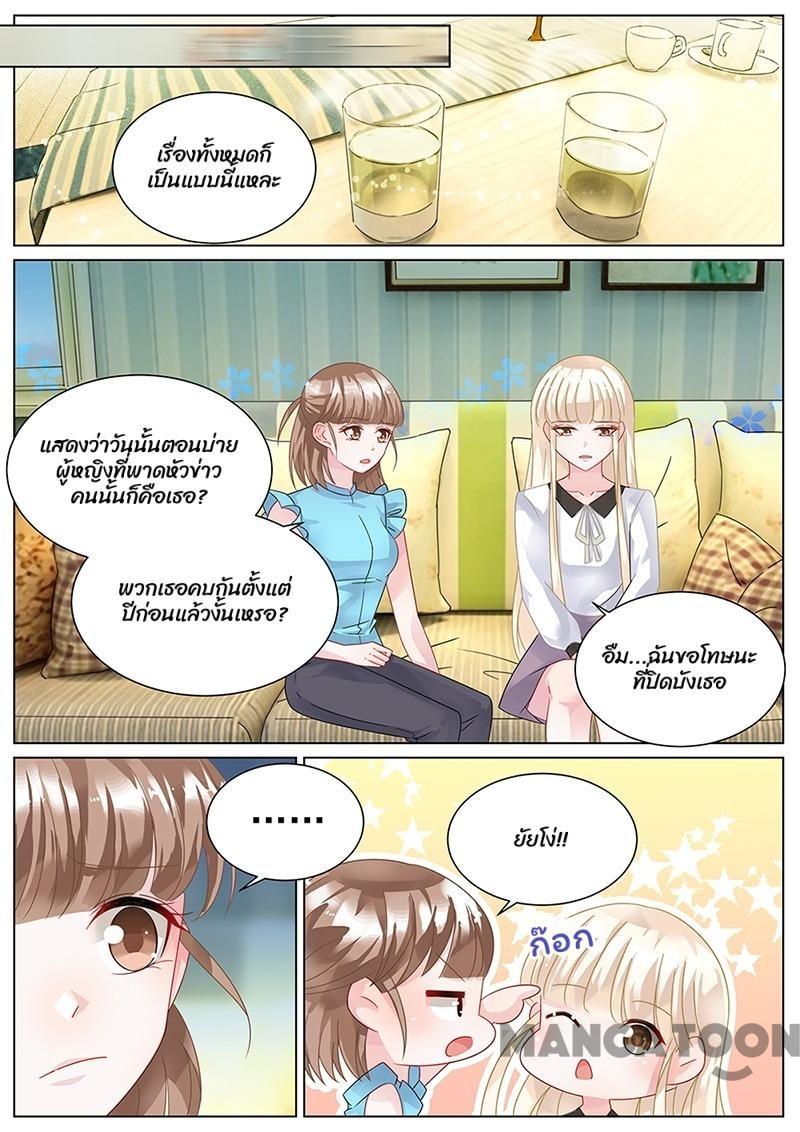 เรื่องทั้งหมดก็
เป็นแบบนี้แหละ
แสดงว่าวันนั้นตอนบ่าย
ผู้หญิงที่พาดหัวข่าว
คนนั้นก็คือเธอ?
พวกเธอคบกันตั้งแต่
ปีก่อนแล้วงั้นเหรอ?
อืม...ฉันขอโทษนะ
ที่ปิดบังเธอ
......
ยัยโง่!!
ก๊อก
MANGATOON